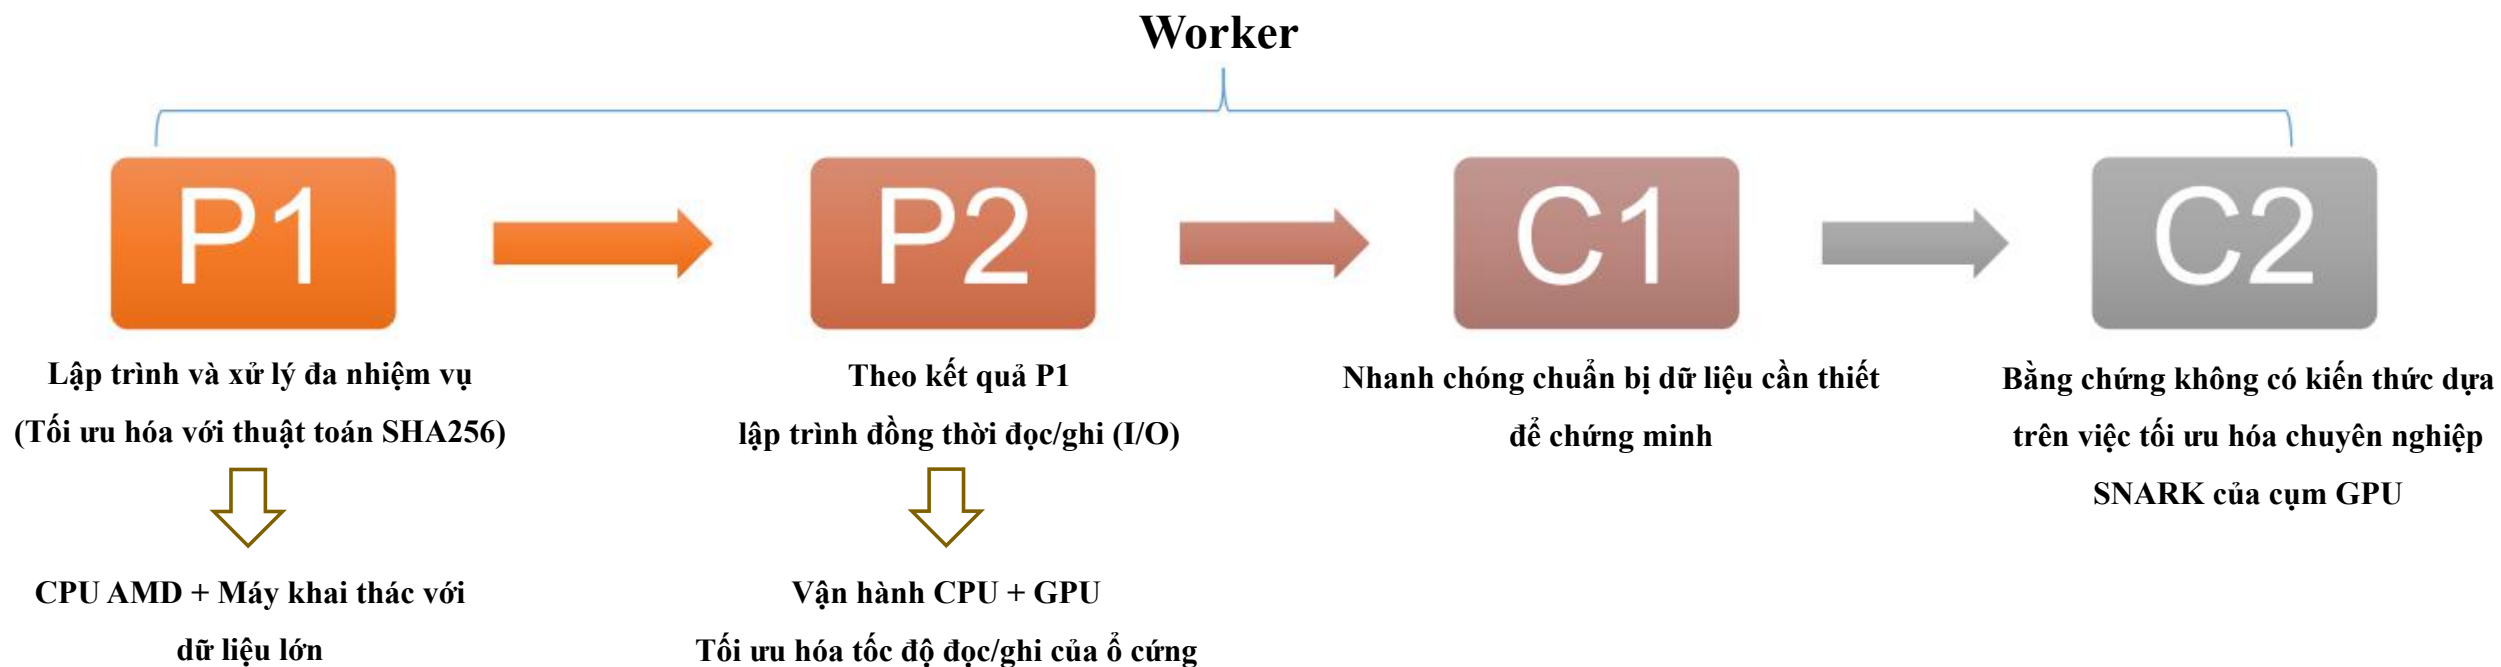 Worker
P1
P2
C1
C2
Lập trình và xử lý đa nhiệm vụ
(Tối ưu hóa với thuật toán SHA256)
CPU AMD + Máy khai thác với
dữ liệu lớn
Theo kết quả P1
lập trình đồng thời đọc/ghi (I/O)
Vận hành CPU + GPU
Tối ưu hóa tốc độ đọc/ghi của ổ cứng
Nhanh chóng chuẩn bị dữ liệu cần thiết
để chứng minh
Bằng chứng không có kiến thức dựa
trên việc tối ưu hóa chuyên nghiệp
SNARK của cụm GPU